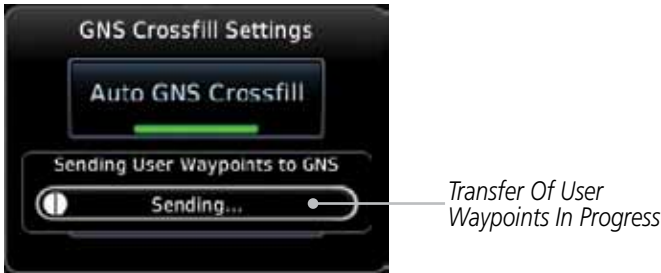 GNS Crossfill Settings
Auto GNS Crossfill
Sending User Waypoints to GNS
Sending...
Transfer Of User
Waypoints In Progress